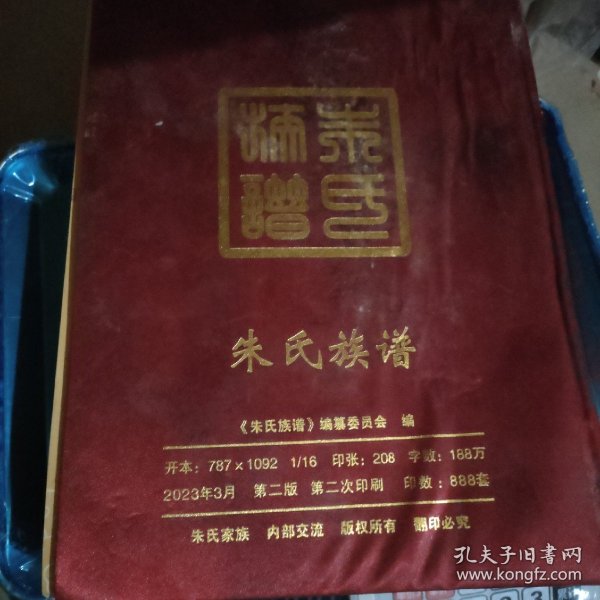 朱氏
族譜
朱氏族谱
《朱氏族谱》编纂委员会 编
开本：787×1092 1/16 印张：208 字数：188万
2023年3月 第二版 第二次印刷 印数：888套
朱氏家族 内部交流 版权所有 翻印必究
孔夫子旧书网
www.kongfz.com